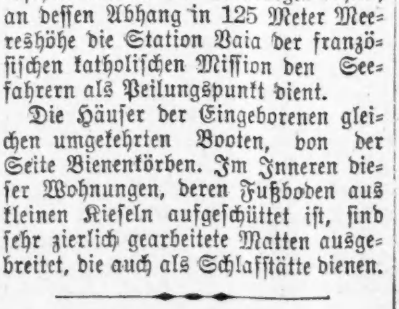 an deſſen Abhang in 125 Meter Mee⸗
reshöhe die Station Vaia der franzö⸗
ſiſchen katholiſchen Miſſion den See⸗
fahrern als Peilungspunkt dient.
Die Häuſer der Eingeborenen glei⸗
chen umgekehrten Booten, von der
Seite Bienenkörben. Im Inneren die⸗
ſer Wohnungen, deren Fußboden aus
kleinen Kieſeln aufgeſchüttet iſt, ſind
ſehr zierlich gearbeitete Matten ausge⸗
breitet, die auch als Schlafſtätte dienen.